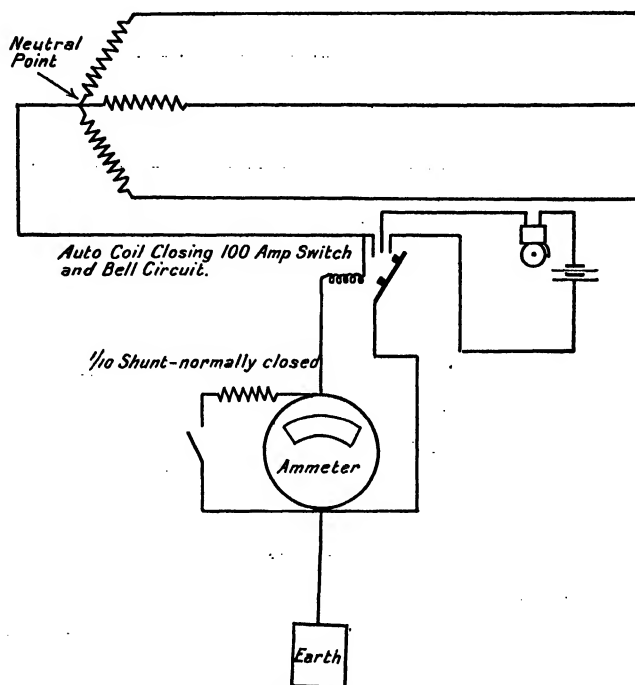 Neutral
Point
Auto Coil Closing 100 Amp Switch
and Bell Circuit.
1/10 Shunt-normally closed
Ammeter
Earth